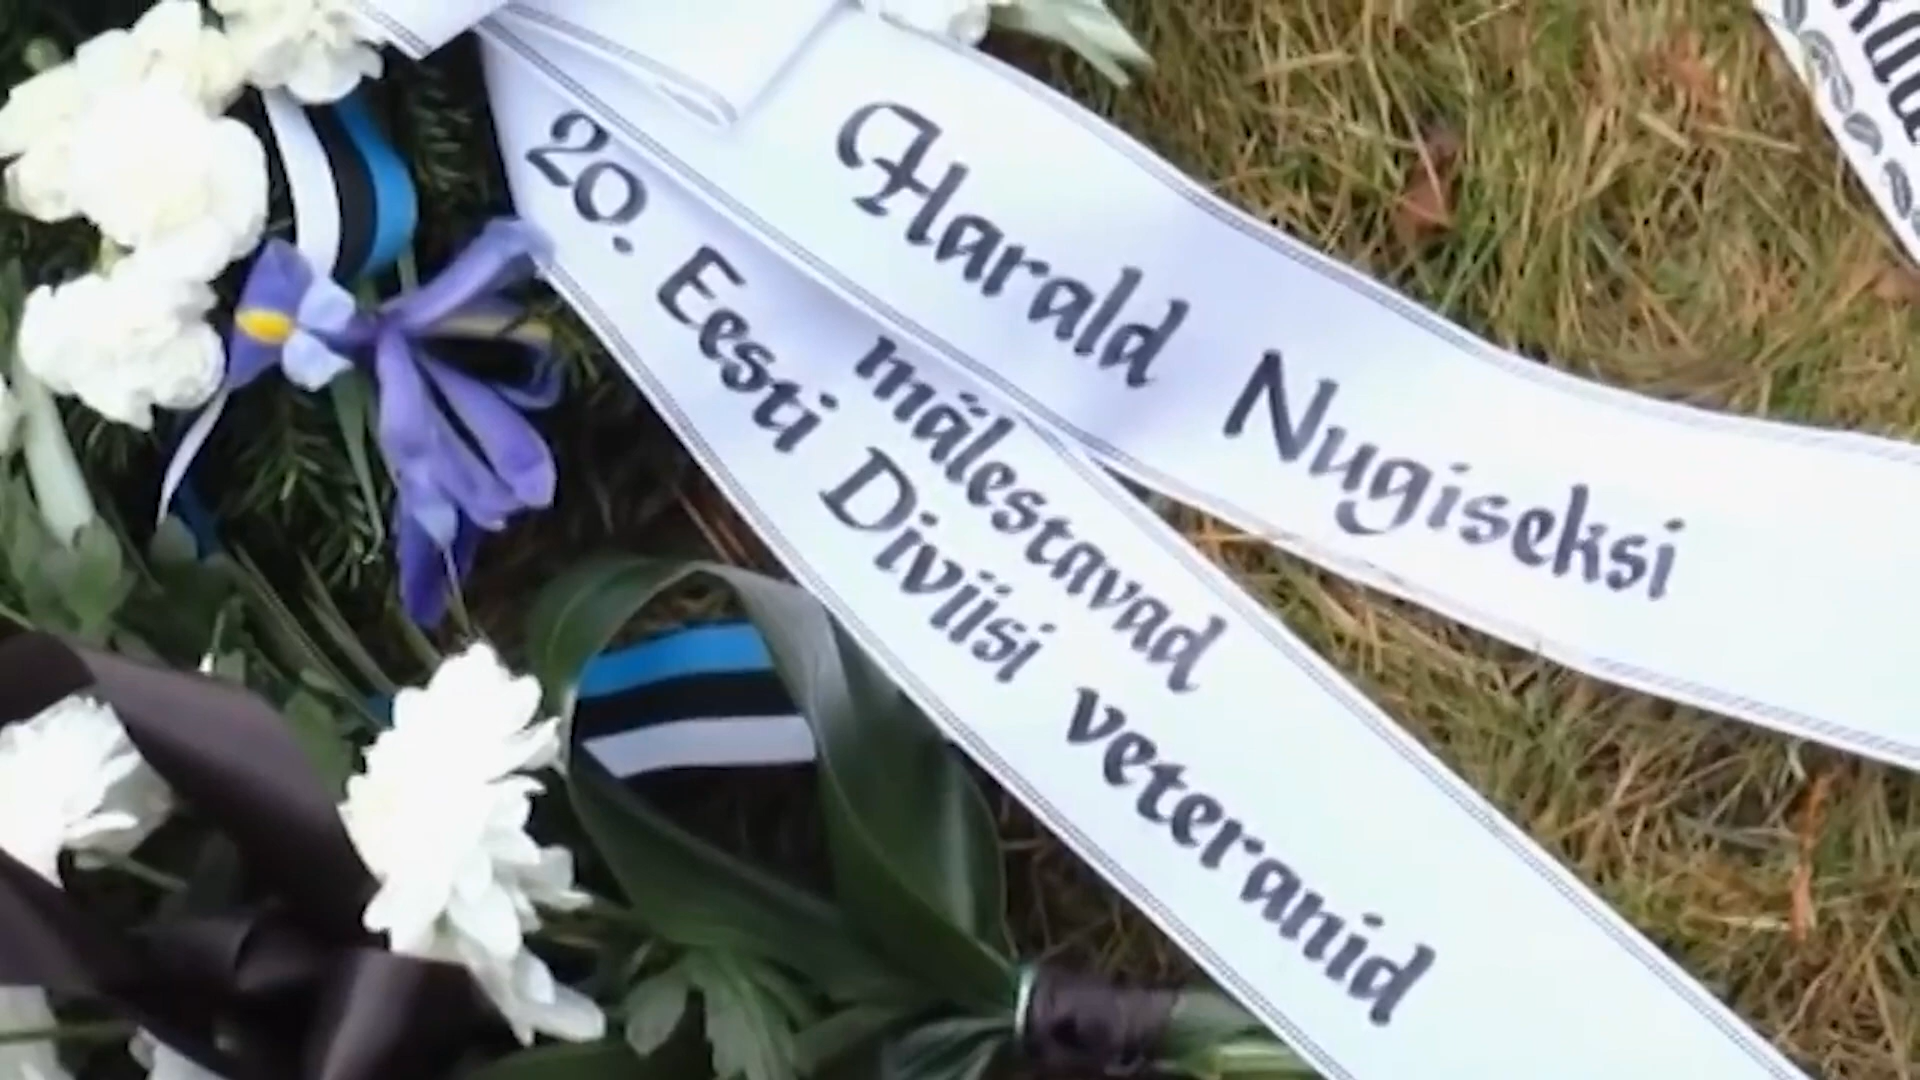 Harald Nugiseksi
mälestavad
20. Eesti Diviisi veteranid